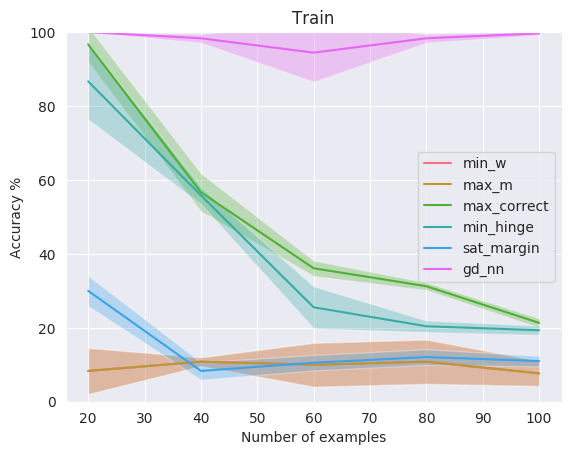 Train
Accuracy %
100
80
60
40
20
0
min_w
max_m
max_correct
min_hinge
sat_margin
gd_nn
20 30 40 50 60 70 80 90 100
Number of examples